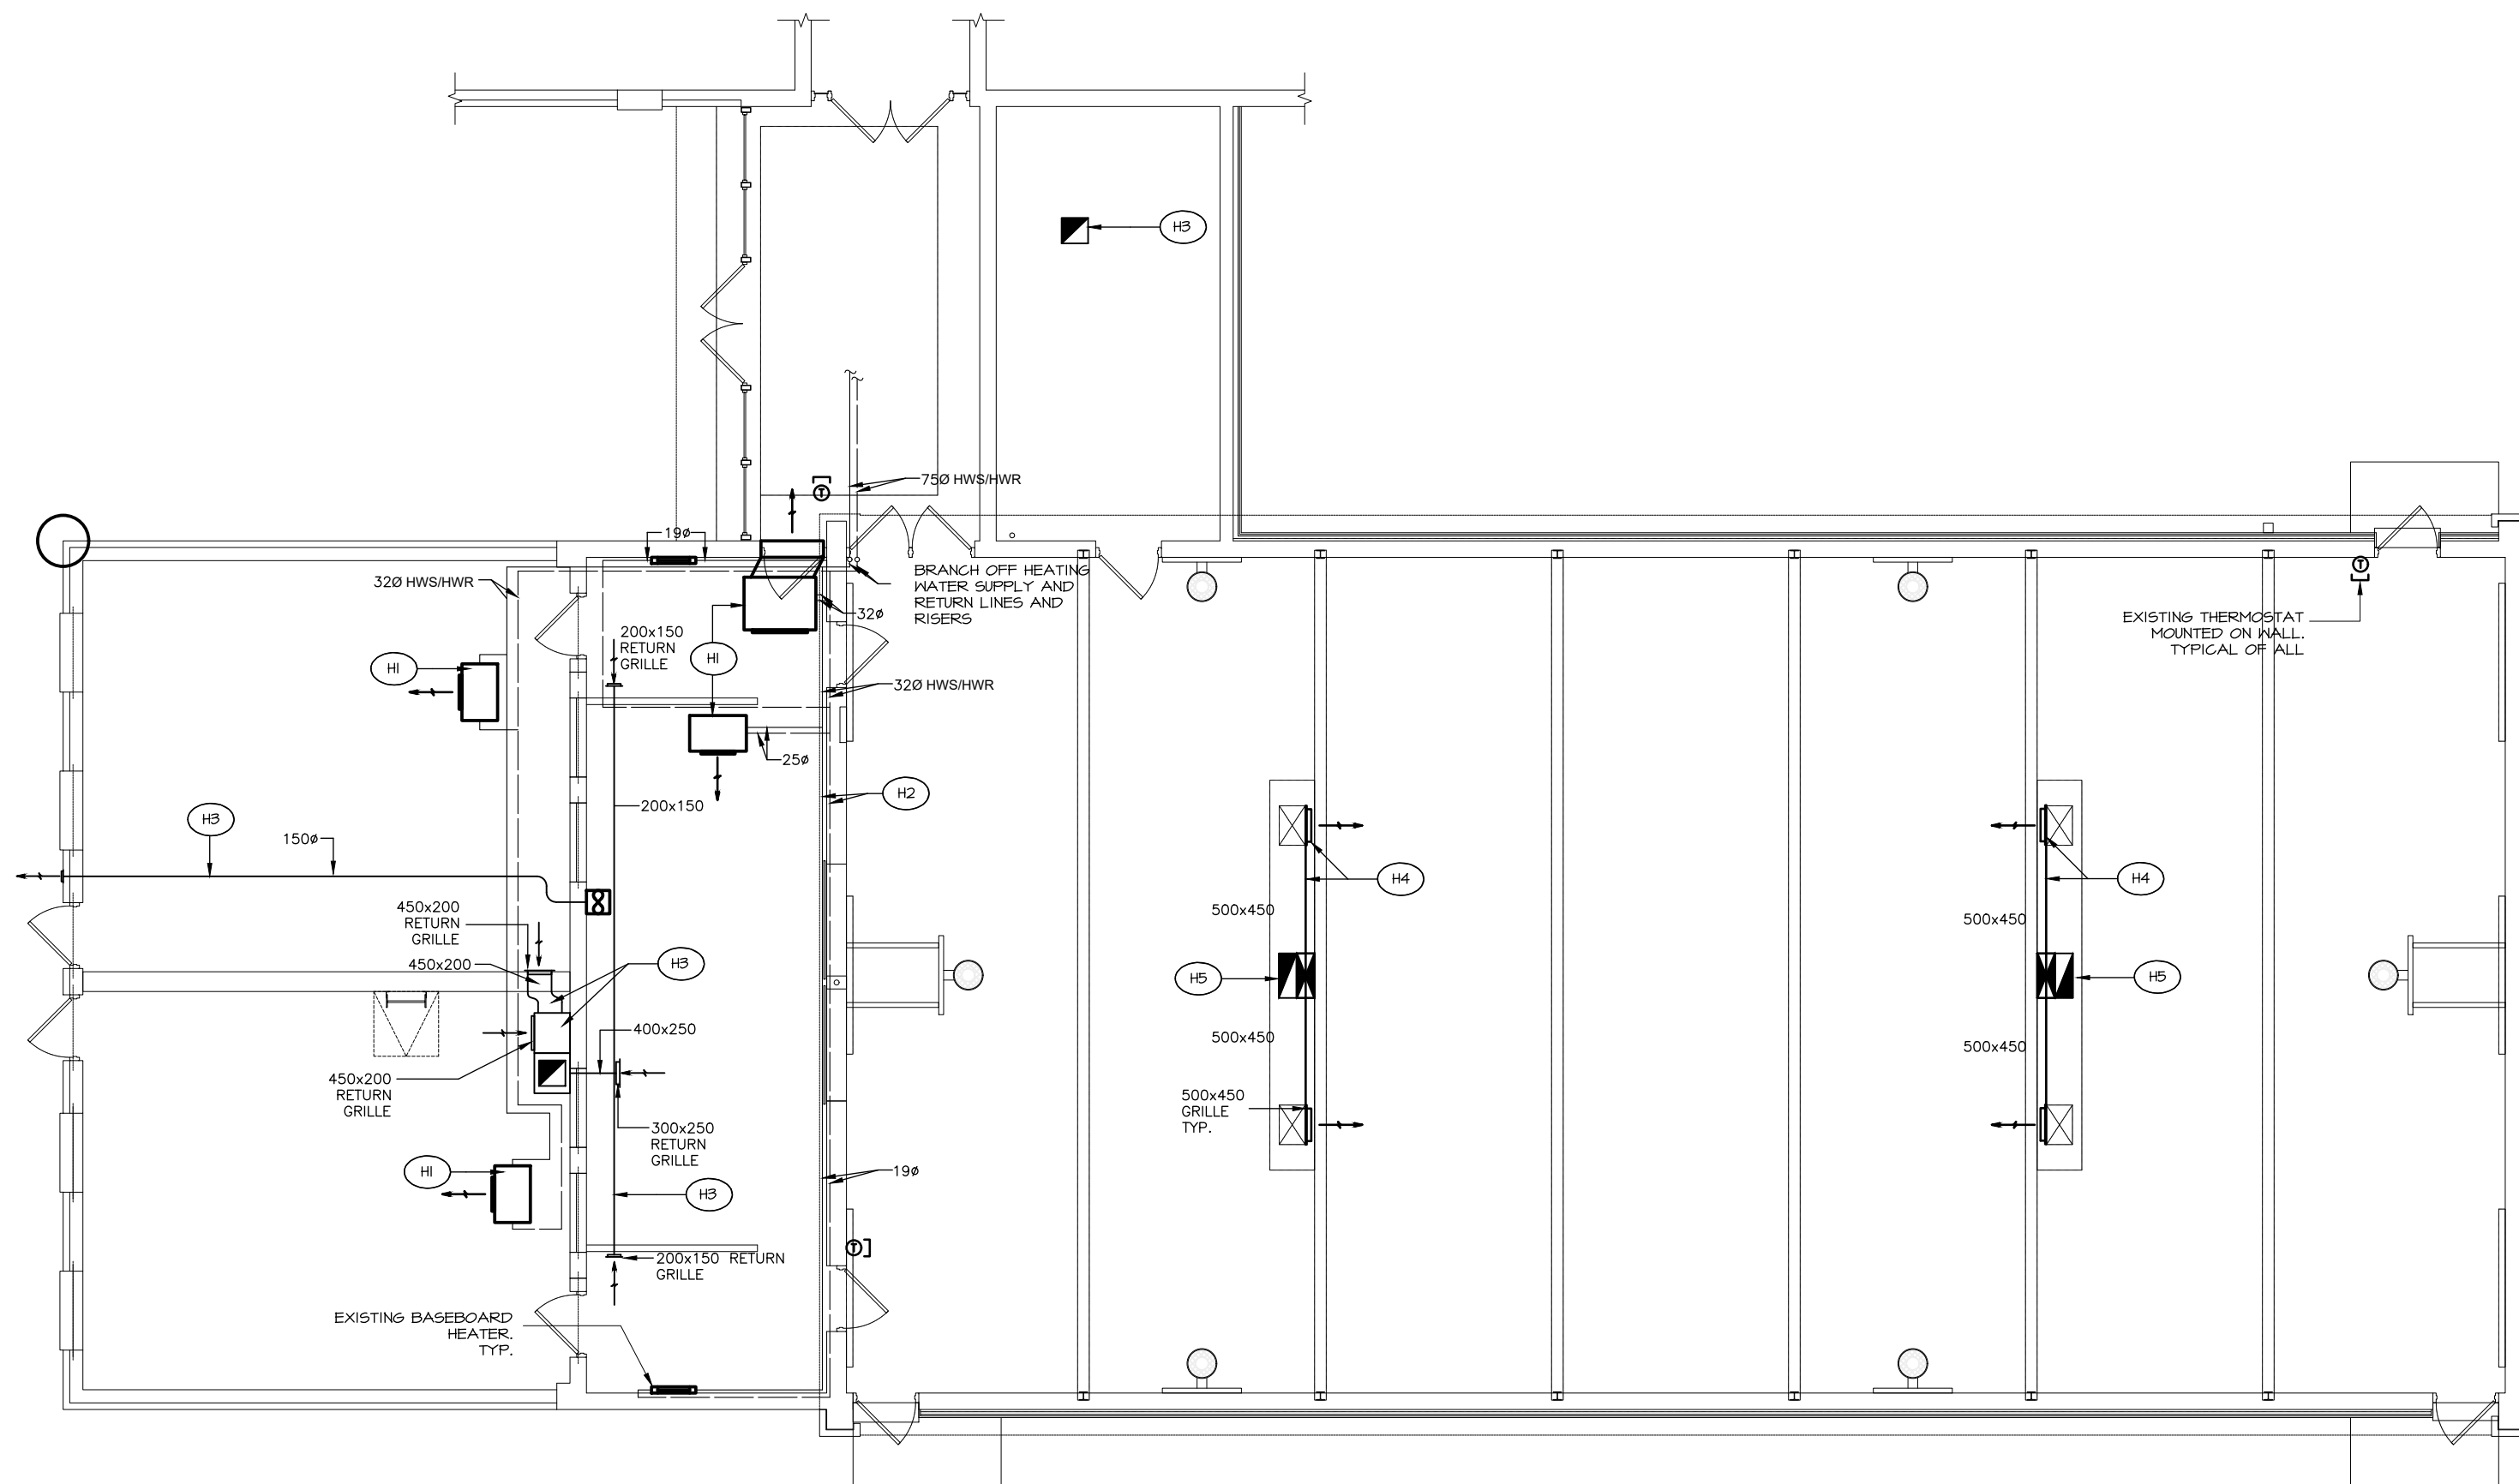 H3
75Ø HWS/HWR
T
19ø
BRANCH OFF HEATING
WATER SUPPLY AND
RETURN LINES AND
RISERS
T
32Ø HWS/HWR
32ø
EXISTING THERMOSTAT
MOUNTED ON WALL.
TYPICAL OF ALL
200x150
RETURN
GRILLE
H1
H1
32Ø HWS/HWR
25ø
H2
200x150
H3
150ø
H4
H4
450x200
RETURN
GRILLE
500x450
500x450
450x200
H3
H5
H5
400x250
500x450
500x450
450x200
RETURN
GRILLE
500x450
GRILLE
TYP.
300x250
RETURN
GRILLE
H1
19ø
H3
T
200x150 RETURN
GRILLE
EXISTING BASEBOARD
HEATER.
TYP.